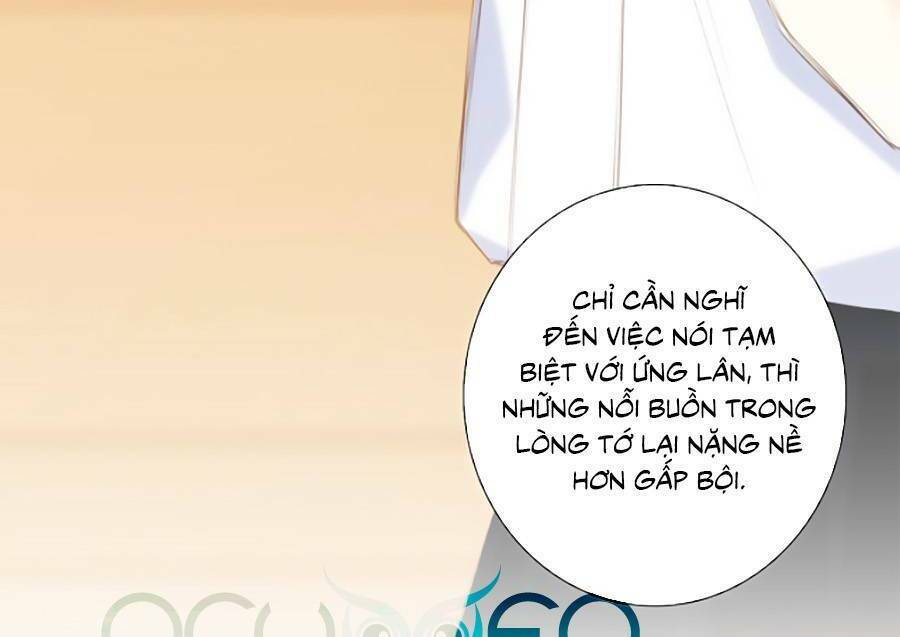 CHỈ CẦN NGHĨ
ĐẾN VIỆC NÓI TẠM
BIỆT VỚI ỨNG LÂN, THÌ
NHỮNG NỖI BUỒN TRONG
LÒNG TỚ LẠI NẶNG NỀ
HƠN GẤP BỘI.